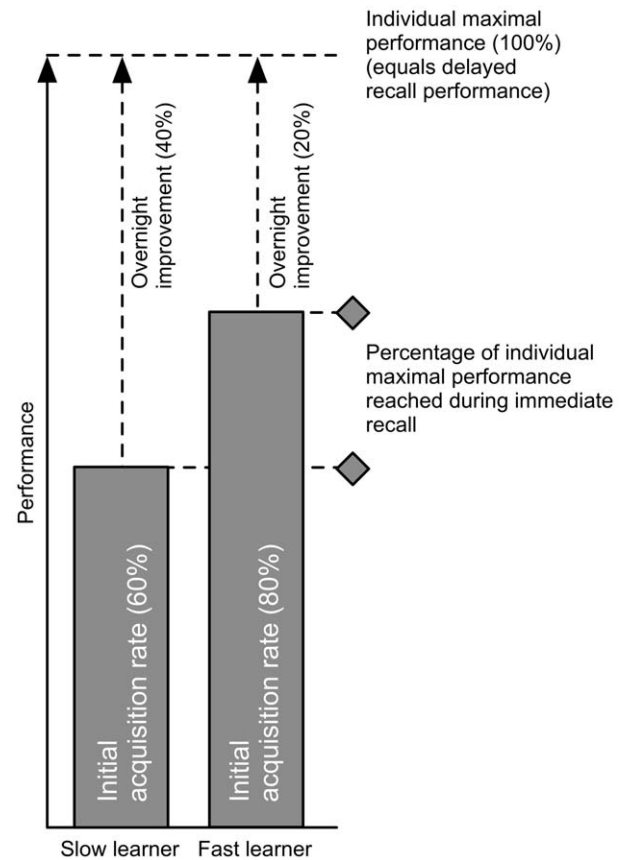 Individual maximal
performance (100%)
(equals delayed
recall performance)
Overnight
improvement (40%)
Overnight
improvement (20%)
Percentage of individual
maximal performance
reached during immediate
recall
Performance
Initial
acquisition rate (60%)
Initial
acquisition rate (80%)
Slow learner
Fast learner